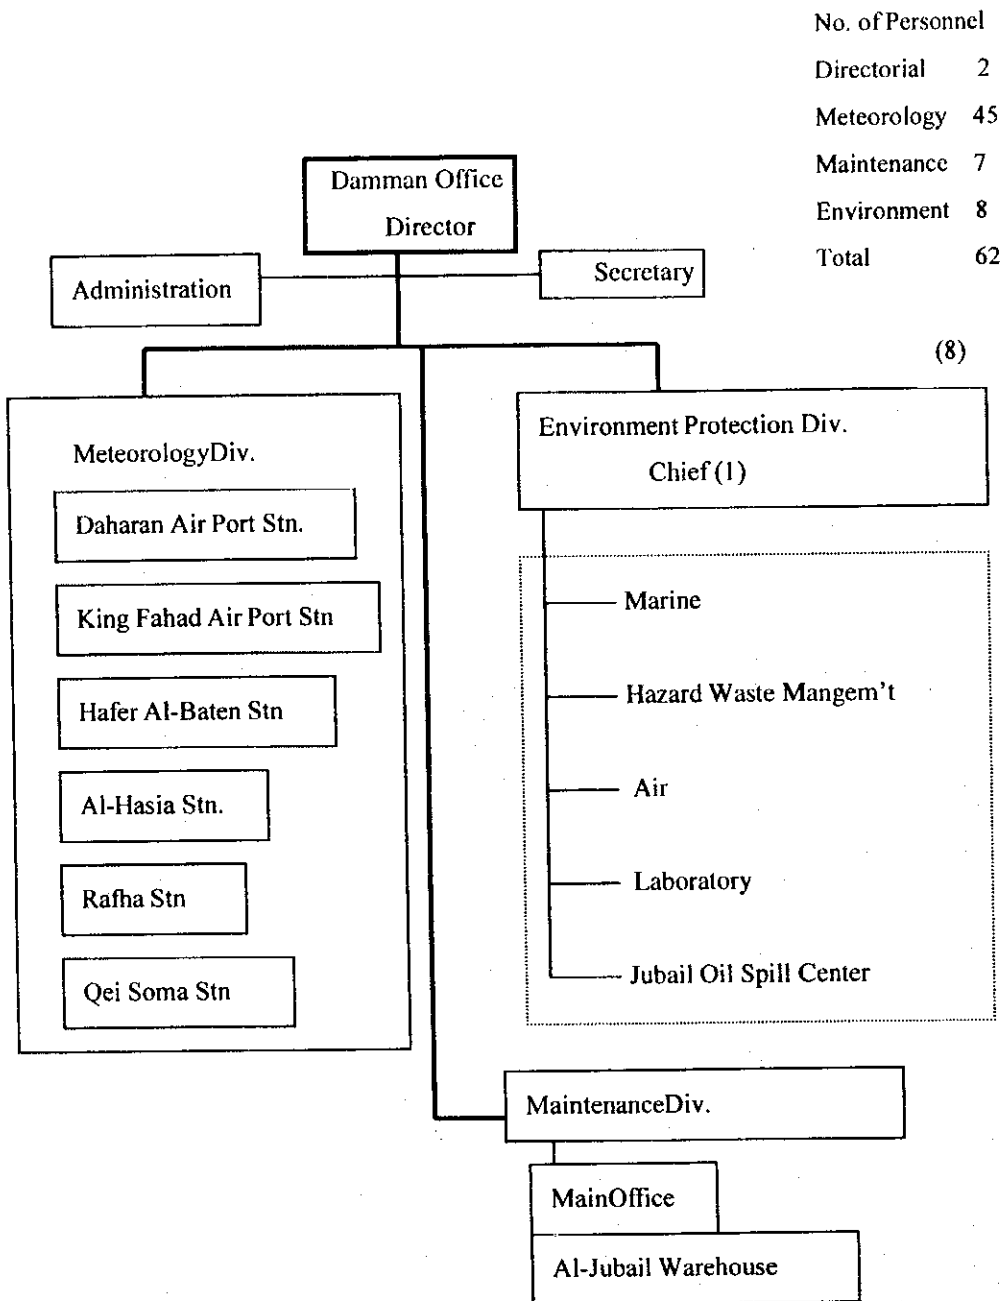 No. of Personnel
Directorial 2
Meteorology 45
Maintenance 7
Environment 8
Total 62
Damman Office
Director
Administration
Secretary
(8)
MeteorologyDiv.
Daharan Air Port Stn.
King Fahad Air Port Stn
Hafer Al-Baten Stn
Al-Hasia Stn.
Rafha Stn
Qei Soma Stn
Environment Protection Div.
Chief (1)
Marine
Hazard Waste Mangem't
Air
Laboratory
Jubail Oil Spill Center
MaintenanceDiv.
MainOffice
Al-Jubail Warehouse